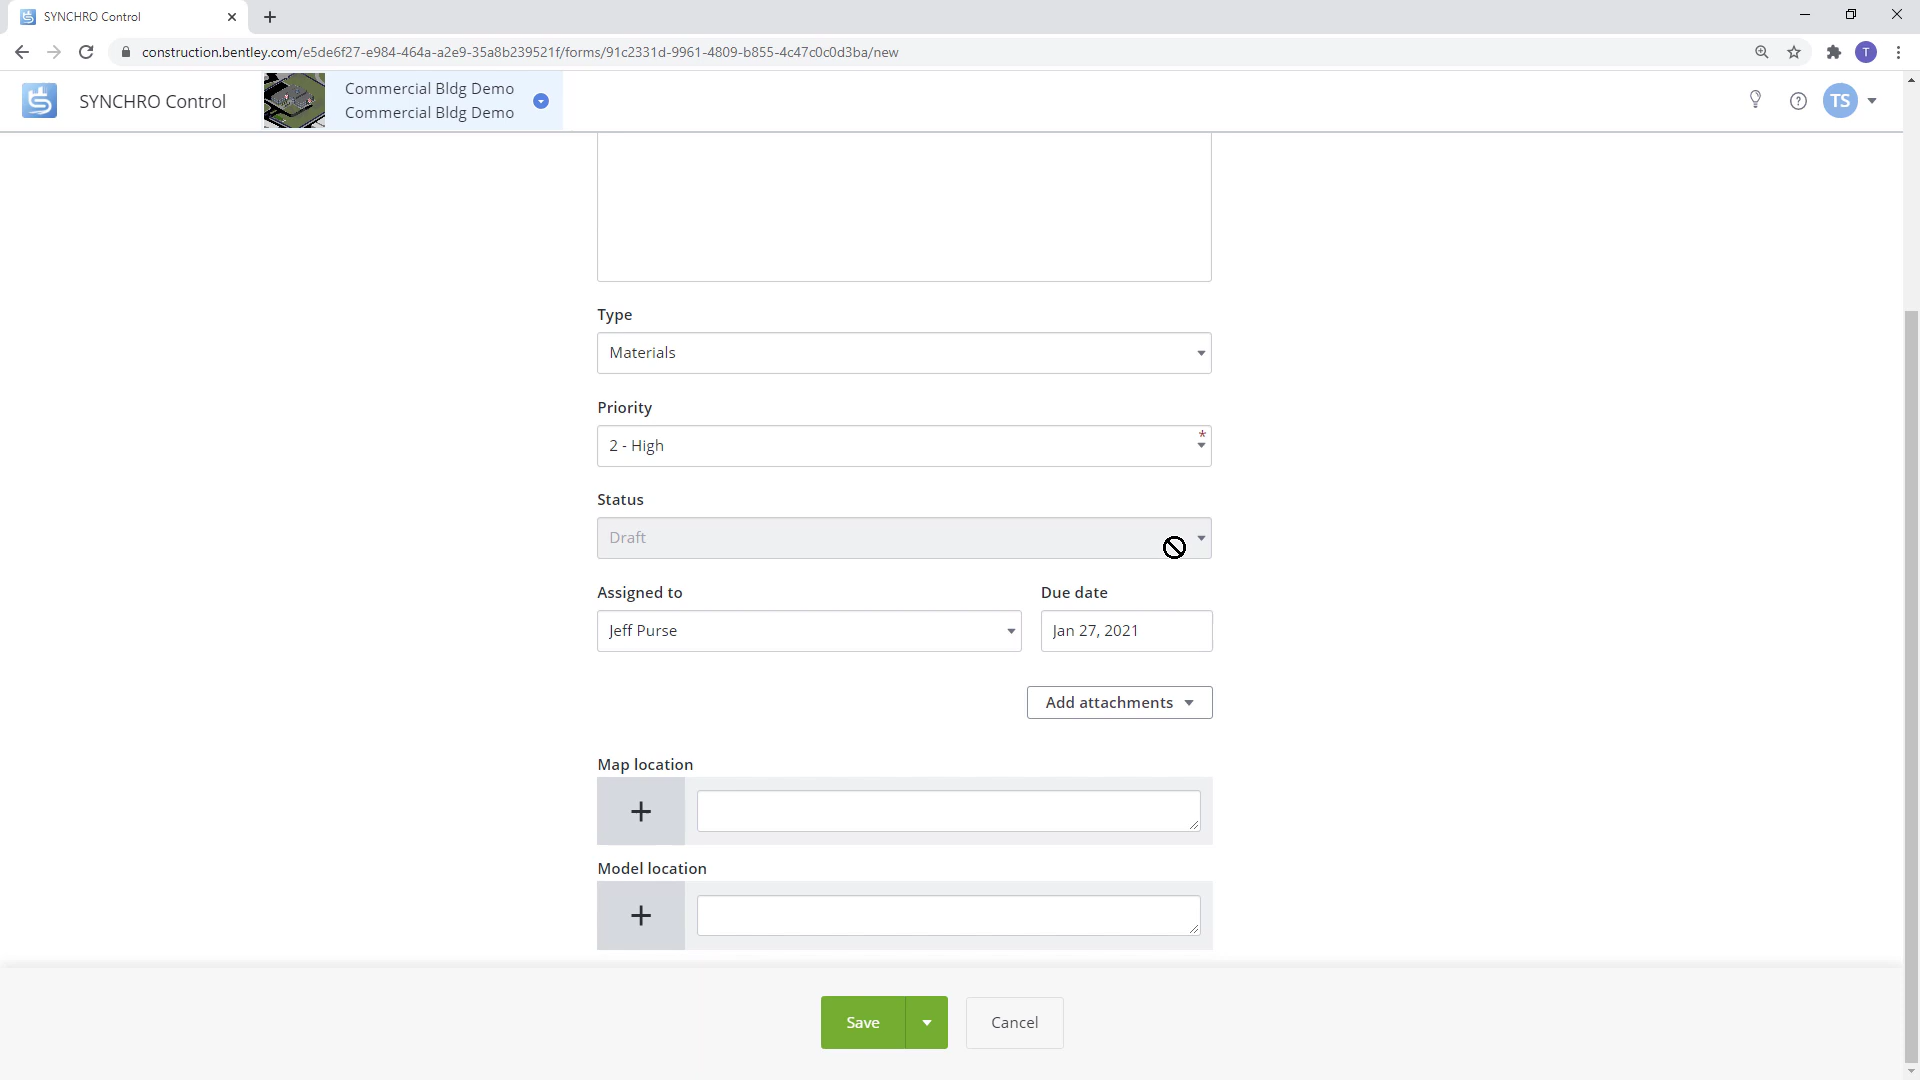 SYNCHRO Control
construction.bentley.com/e5de6f27-e984-464a-a2e9-35a8b239521f/forms/91c2331d-9961-4809-b855-4c47c0c0d3ba/new
T
SYNCHRO Control
Commercial Bldg Demo
Commercial Bldg Demo
TS
Type
Materials
Priority
2 - High
*
Status
Draft
Assigned to
Due date
Jeff Purse
Jan 27, 2021
Add attachments
Map location
+
Model location
+
Save
Cancel